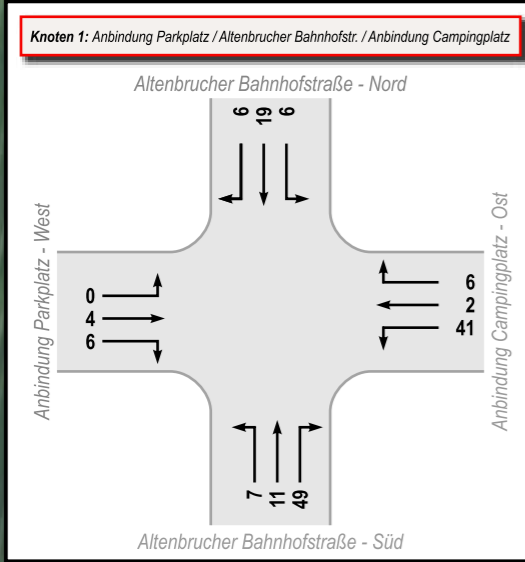 Knoten 1: Anbindung Parkplatz / Altenbrucher Bahnhofstr. / Anbindung Campingplatz
Altenbrucher Bahnhofstraße - Nord
6 19 6
Anbindung Parkplatz - West
0
4
6
6
2
41
Anbindung Campingplatz - Ost
7 11 49
Altenbrucher Bahnhofstraße - Süd